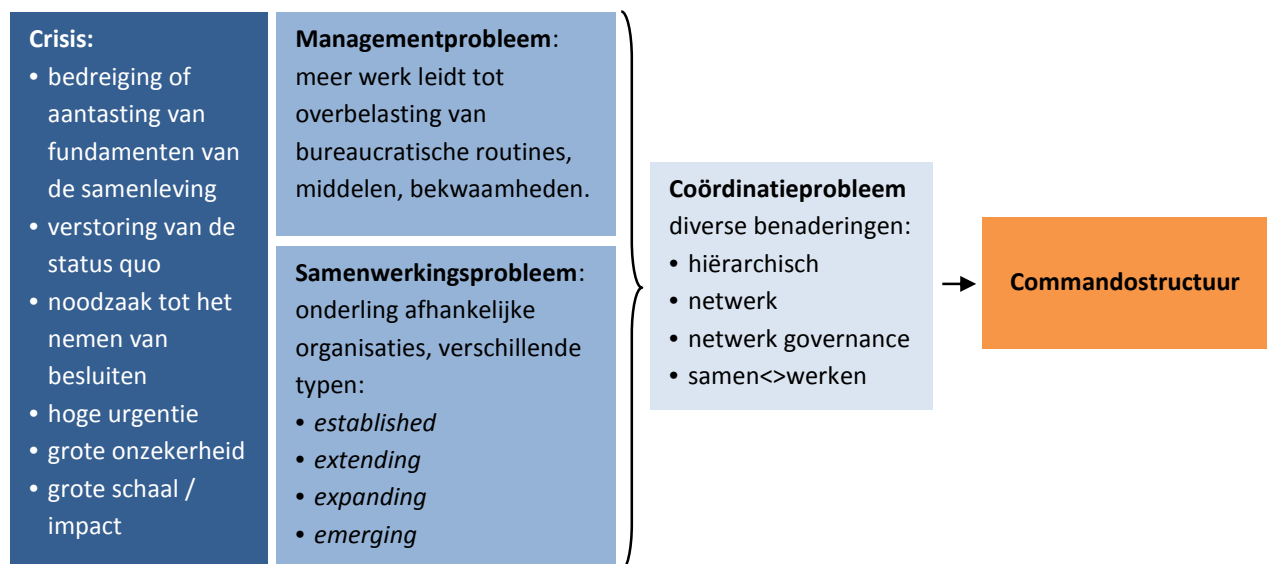 Crisis:
• bedreiging of
aantasting van
fundamenten van
de samenleving
• verstoring van de
status quo
• noodzaak tot het
nemen van
besluiten
• hoge urgentie
• grote onzekerheid
• grote schaal /
impact
Managementprobleem:
meer werk leidt tot
overbelasting van
bureaucratische routines,
middelen, bekwaamheden.
Samenwerkingsprobleem:
onderling afhankelijke
organisaties, verschillende
typen:
• established
• extending
• expanding
• emerging
Coördinatieprobleem
diverse benaderingen:
• hiërarchisch
• netwerk
• netwerk governance
• samen<>werken
Commandostructuur